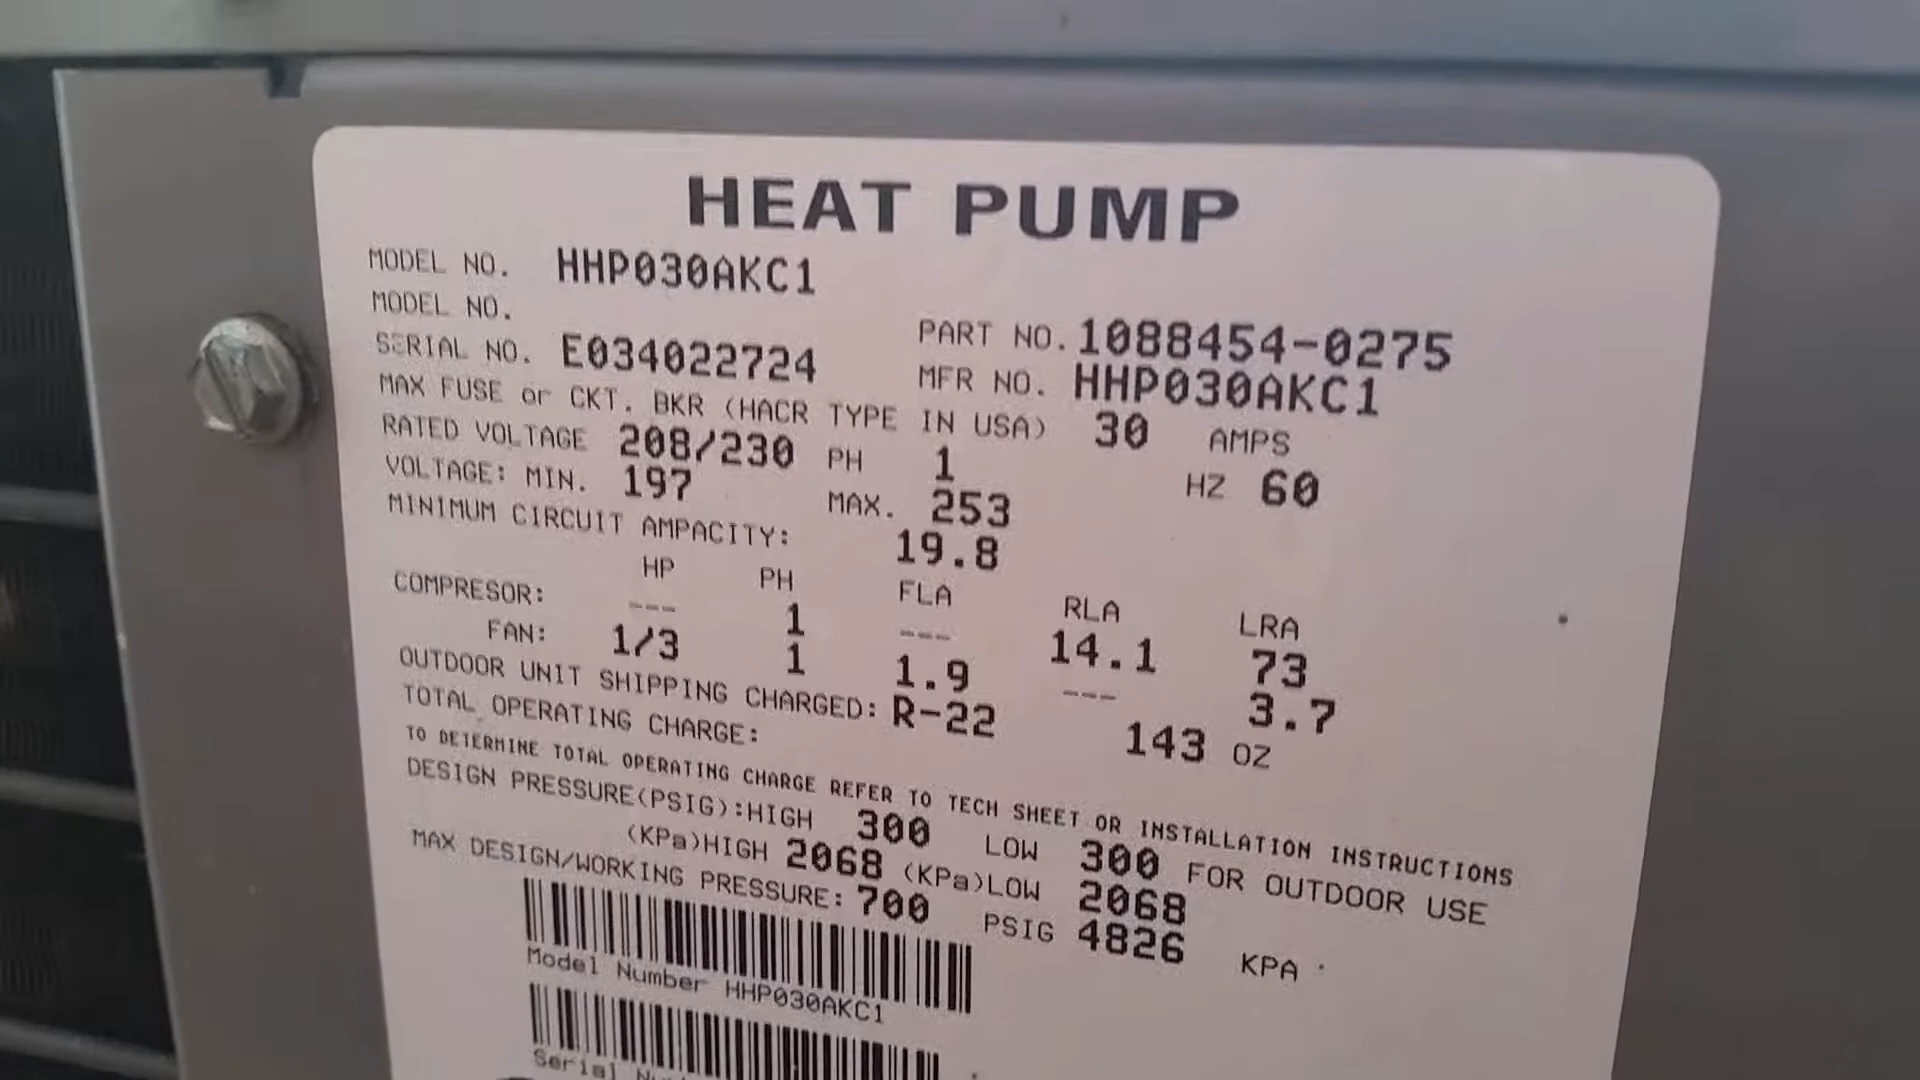 HEAT PUMP
MODEL NO. HHP030AKC1
MODEL NO.
PART NO. 1088454-0275
SERIAL NO. E034022724
MFR NO. HHP030AKC1
MAX FUSE or CKT. BKR (HACR TYPE IN USA) 30 AMPS
RATED VOLTAGE 208/230 PH 1 HZ 60
VOLTAGE: MIN. 197 MAX. 253
MINIMUM CIRCUIT AMPACITY: 19.8
HP PH FLA RLA LRA
COMPRESOR: --- 1 --- 14.1 73
FAN: 1/3 1 1.9 --- 3.7
OUTDOOR UNIT SHIPPING CHARGED: R-22 143 OZ
TOTAL OPERATING CHARGE:
TO DETERMINE TOTAL OPERATING CHARGE REFER TO TECH SHEET OR INSTALLATION INSTRUCTIONS
DESIGN PRESSURE(PSIG):HIGH 300 LOW 300 FOR OUTDOOR USE
(KPa)HIGH 2068 (KPa)LOW 2068
MAX DESIGN/WORKING PRESSURE: 700 PSIG 4826 KPA
Model Number HHP030AKC1
Serial